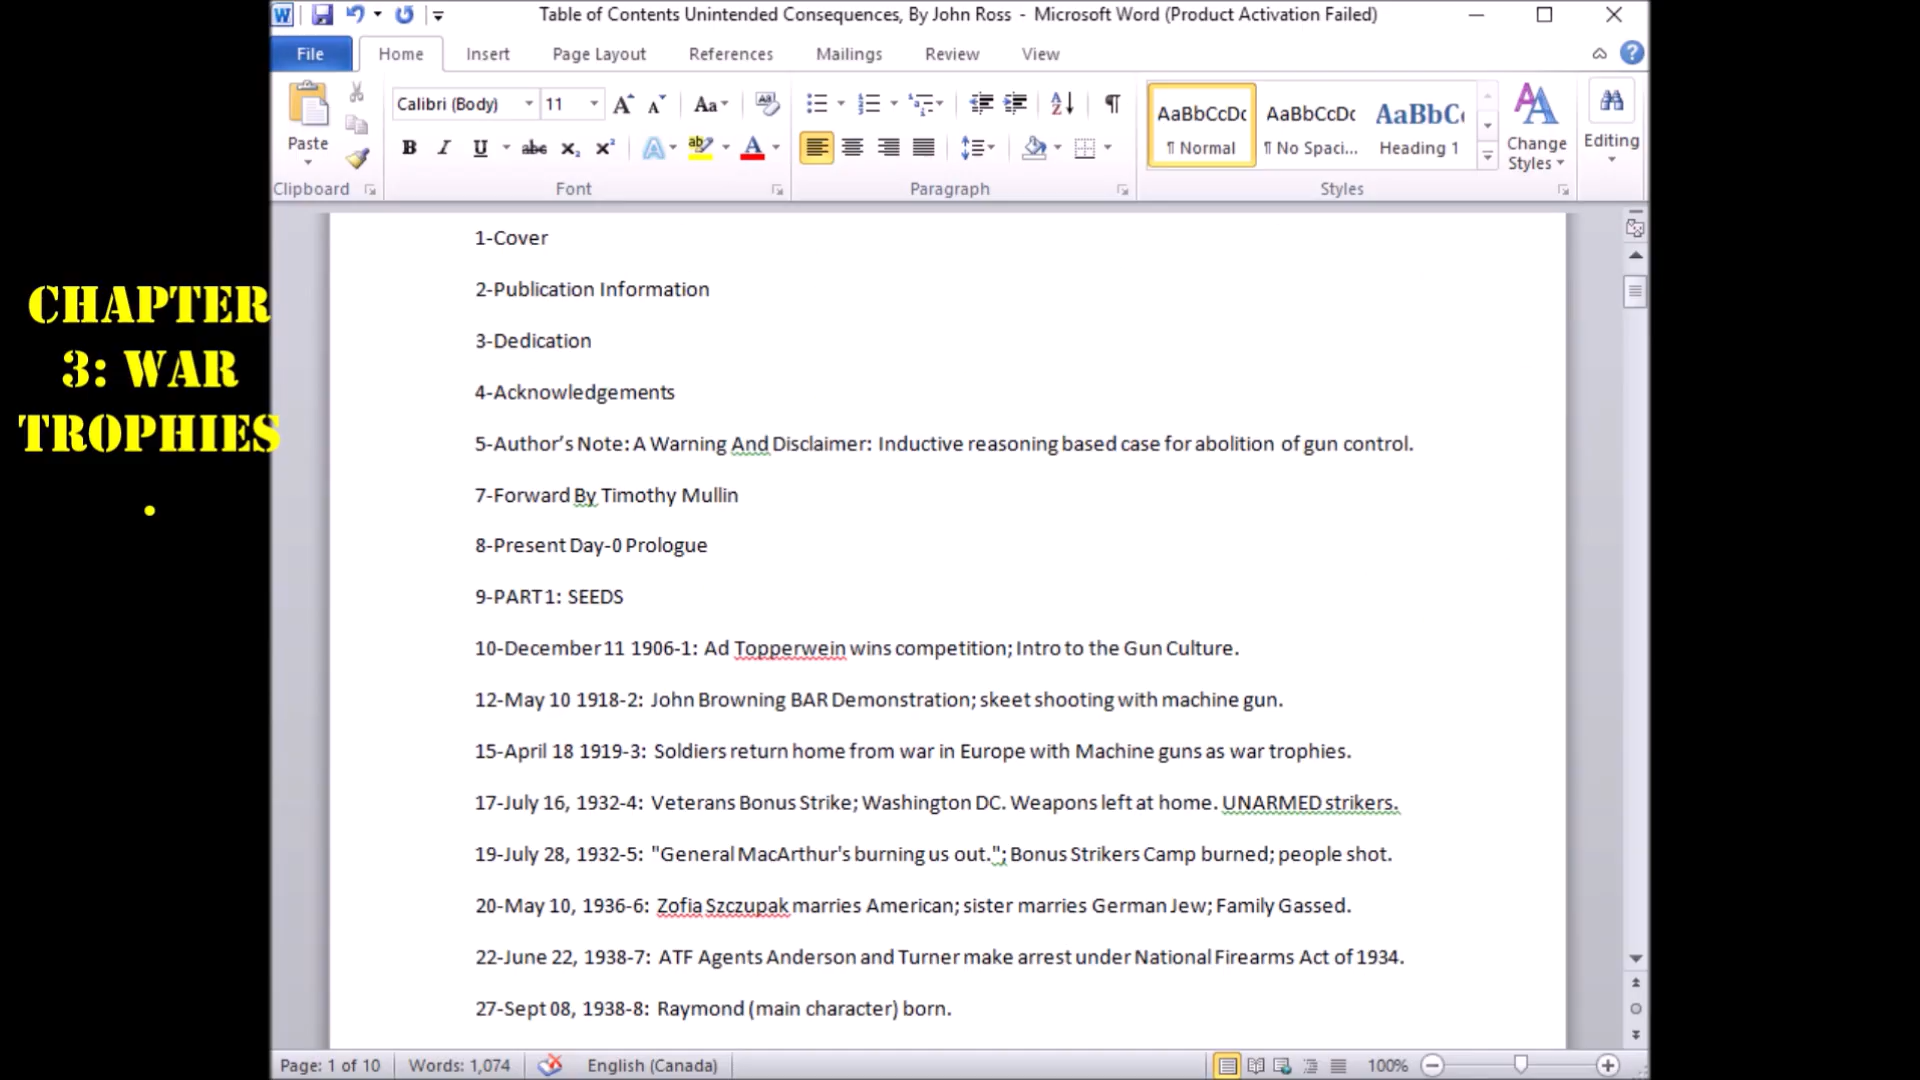 Table of Contents Unintended Consequences, By John Ross - Microsoft Word (Product Activation Failed)
File Home Insert Page Layout References Mailings Review View
Calibri (Body) 11 Aa
Paste
B I U abc x₂ x² A ab A
AaBbCcDc AaBbCcDc AaBbC
¶ Normal ¶ No Spaci... Heading 1
Change Styles
Editing
Clipboard Font Paragraph Styles
CHAPTER
3: WAR
TROPHIES
.
1-Cover
2-Publication Information
3-Dedication
4-Acknowledgements
5-Author’s Note: A Warning And Disclaimer: Inductive reasoning based case for abolition of gun control.
7-Forward By Timothy Mullin
8-Present Day-0 Prologue
9-PART 1: SEEDS
10-December 11 1906-1: Ad Topperwein wins competition; Intro to the Gun Culture.
12-May 10 1918-2: John Browning BAR Demonstration; skeet shooting with machine gun.
15-April 18 1919-3: Soldiers return home from war in Europe with Machine guns as war trophies.
17-July 16, 1932-4: Veterans Bonus Strike; Washington DC. Weapons left at home. UNARMED strikers.
19-July 28, 1932-5: "General MacArthur's burning us out."; Bonus Strikers Camp burned; people shot.
20-May 10, 1936-6: Zofia Szczupak marries American; sister marries German Jew; Family Gassed.
22-June 22, 1938-7: ATF Agents Anderson and Turner make arrest under National Firearms Act of 1934.
27-Sept 08, 1938-8: Raymond (main character) born.
Page: 1 of 10 Words: 1,074 English (Canada) 100%